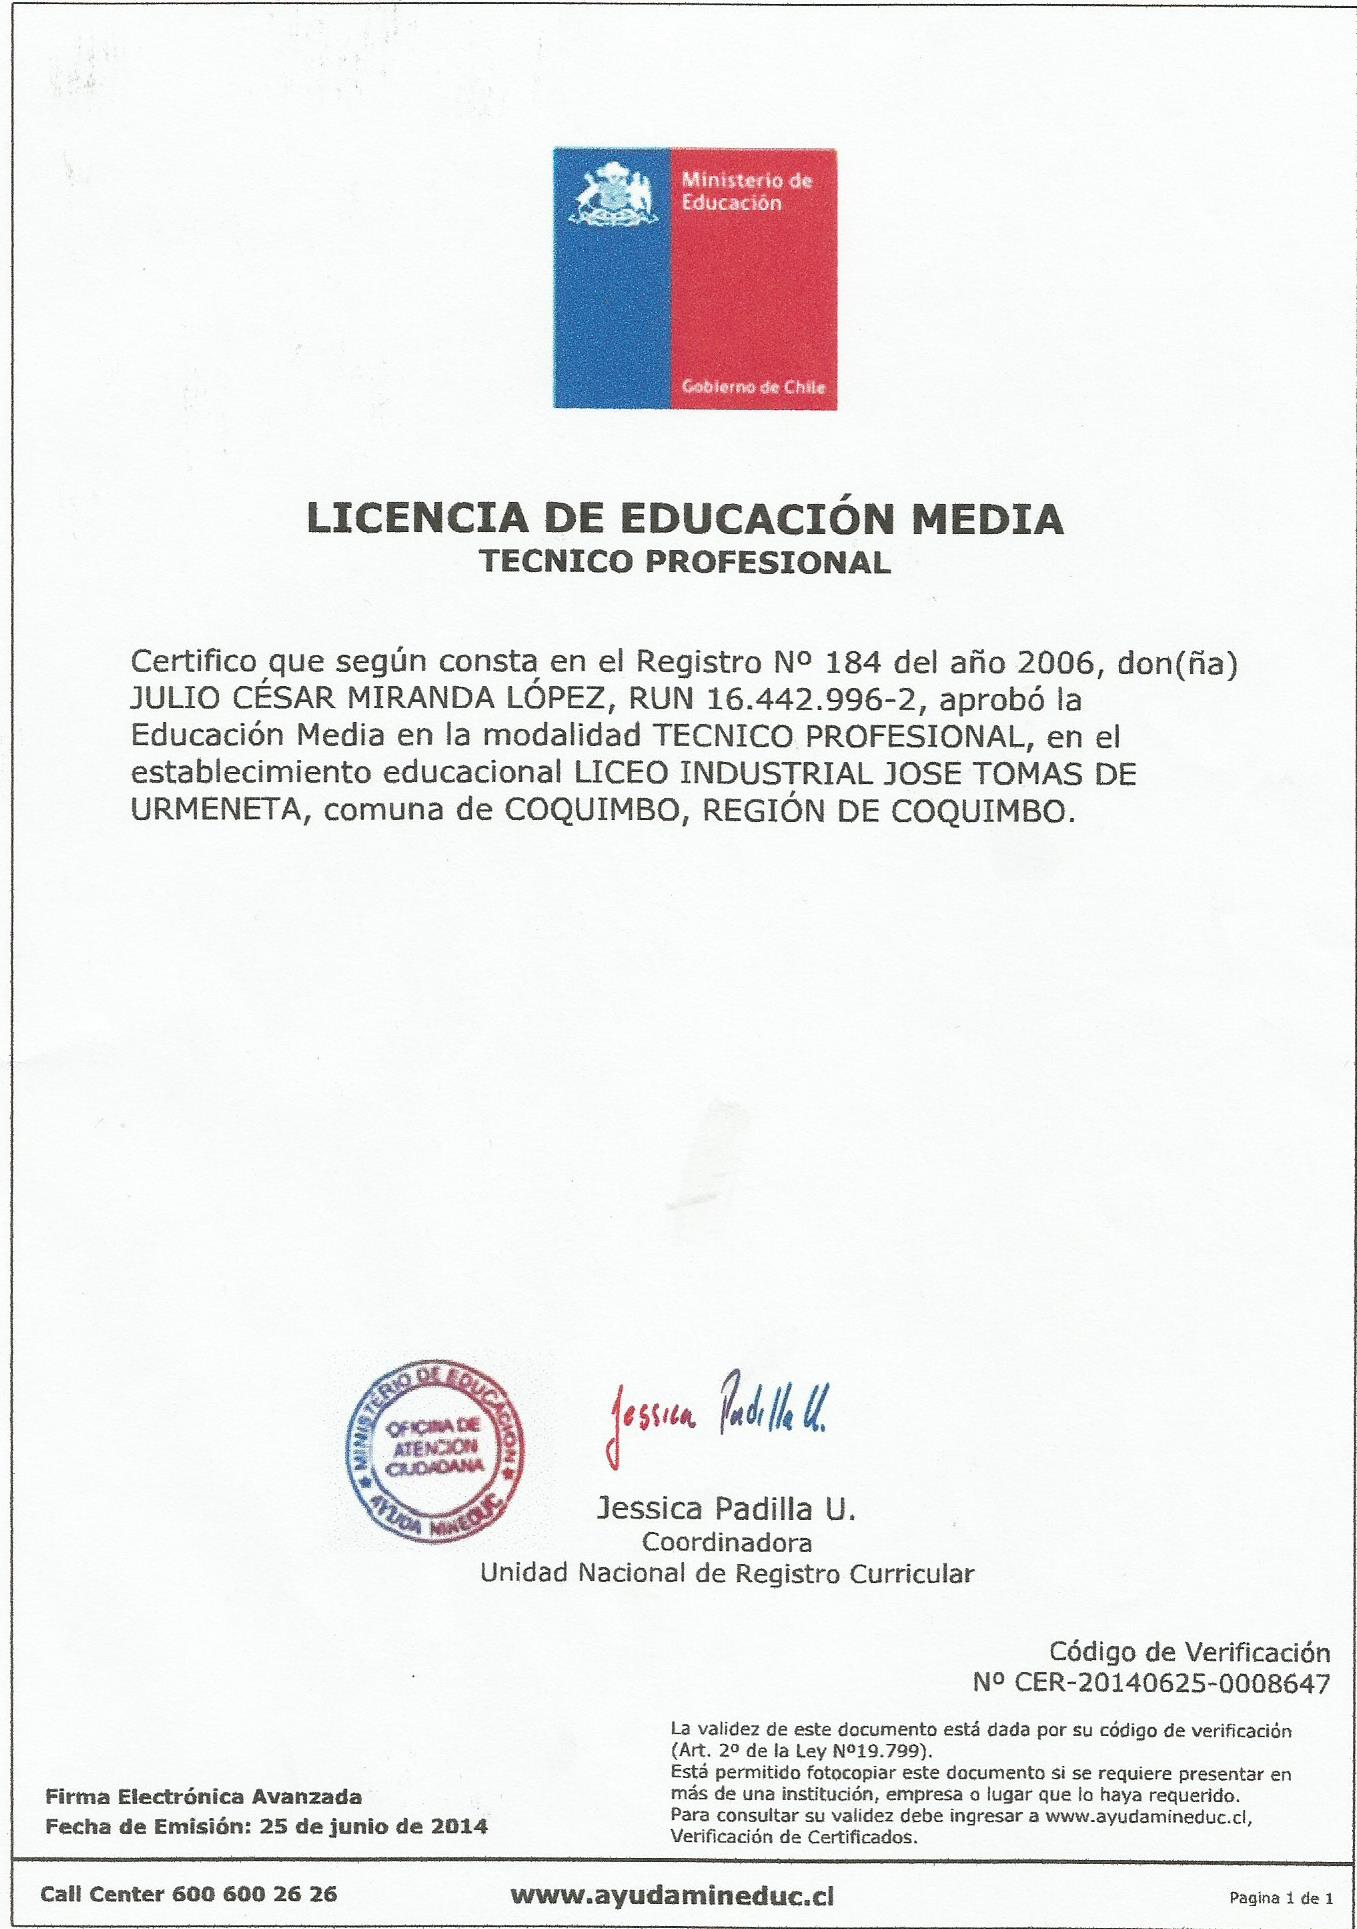 Ministerio de
Educación
Gobierno de Chile
LICENCIA DE EDUCACIÓN MEDIA
TECNICO PROFESIONAL
Certifico que según consta en el Registro Nº 184 del año 2006, don(ña)
JULIO CÉSAR MIRANDA LÓPEZ, RUN 16.442.996-2, aprobó la
Educación Media en la modalidad TECNICO PROFESIONAL, en el
establecimiento educacional LICEO INDUSTRIAL JOSE TOMAS DE
URMENETA, comuna de COQUIMBO, REGIÓN DE COQUIMBO.
MINISTERIO DE EDUCACION
OFICINA DE
ATENCION
CIUDADANA
AYUDA MINEDUC
Jessica Padilla U.
Jessica Padilla U.
Coordinadora
Unidad Nacional de Registro Curricular
Código de Verificación
Nº CER-20140625-0008647
La validez de este documento está dada por su código de verificación
(Art. 2º de la Ley Nº19.799).
Está permitido fotocopiar este documento si se requiere presentar en
más de una institución, empresa o lugar que lo haya requerido.
Para consultar su validez debe ingresar a www.ayudamineduc.cl,
Verificación de Certificados.
Firma Electrónica Avanzada
Fecha de Emisión: 25 de junio de 2014
Call Center 600 600 26 26
www.ayudamineduc.cl
Pagina 1 de 1